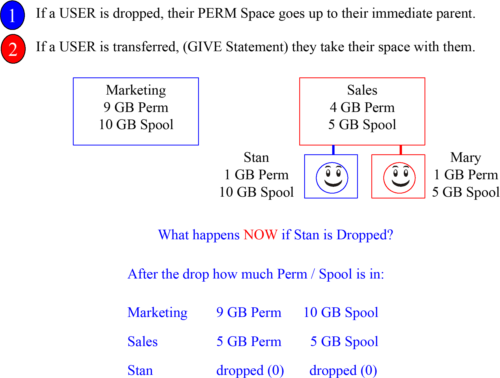 1 If a USER is dropped, their PERM Space goes up to their immediate parent.
2 If a USER is transferred, (GIVE Statement) they take their space with them.
Marketing
9 GB Perm
10 GB Spool
Sales
4 GB Perm
5 GB Spool
Stan
1 GB Perm
10 GB Spool
Mary
1 GB Perm
5 GB Spool
What happens NOW if Stan is Dropped?
After the drop how much Perm / Spool is in:
Marketing 9 GB Perm 10 GB Spool
Sales 5 GB Perm 5 GB Spool
Stan dropped (0) dropped (0)